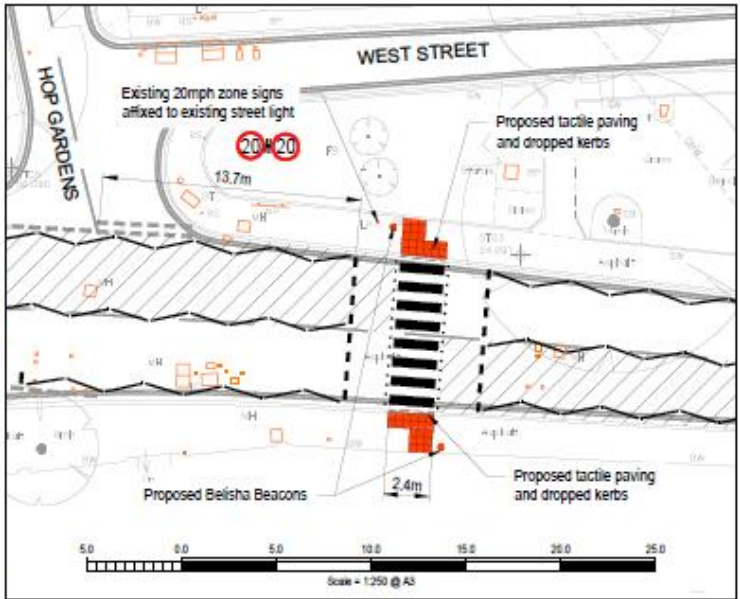 WEST STREET
HOP GARDENS
Existing 20mph zone signs
affixed to existing street light
20 20
Proposed tactile paving
and dropped kerbs
13.7m
Proposed Belisha Beacons
2.4m
Proposed tactile paving
and dropped kerbs
5.0 0.0 5.0 10.0 15.0 20.0 25.0
Scale = 1:250 @ A3